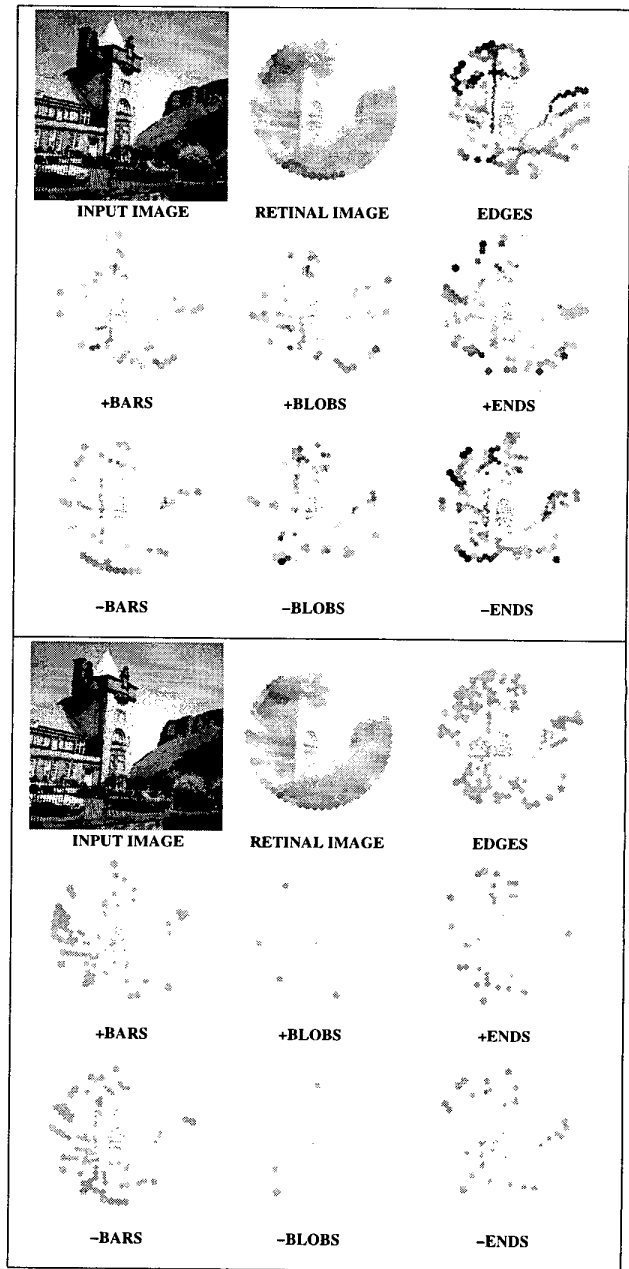 INPUT IMAGE RETINAL IMAGE EDGES
+BARS +BLOBS +ENDS
−BARS −BLOBS −ENDS
INPUT IMAGE RETINAL IMAGE EDGES
+BARS +BLOBS +ENDS
−BARS −BLOBS −ENDS